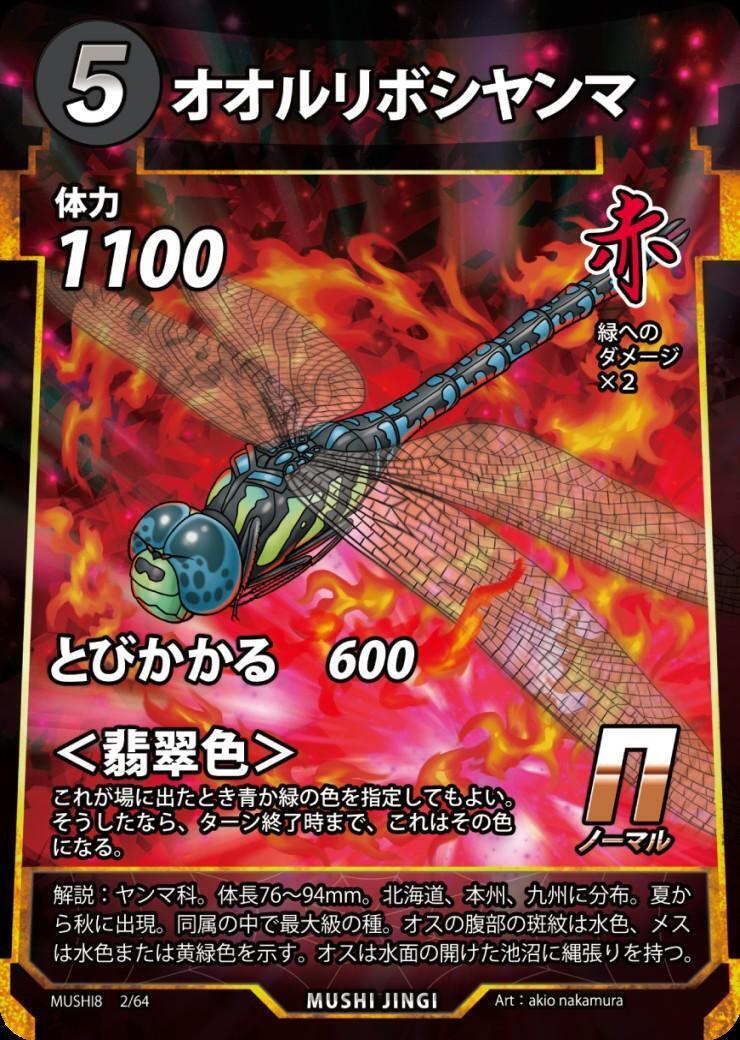 5 オオルリボシヤンマ
体力
1100
赤
緑への
ダメージ
×2
とびかかる 600
＜翡翠色＞
これが場に出たとき青か緑の色を指定してもよい。
そうしたなら、ターン終了時まで、これはその色
になる。
n
ノーマル
解説：ヤンマ科。体長76〜94mm。北海道、本州、九州に分布。夏か
ら秋に出現。同属の中で最大級の種。オスの腹部の斑紋は水色、メス
は水色または黄緑色を示す。オスは水面の開けた池沼に縄張りを持つ。
MUSHI8 2/64 MUSHI JINGI Art：akio nakamura